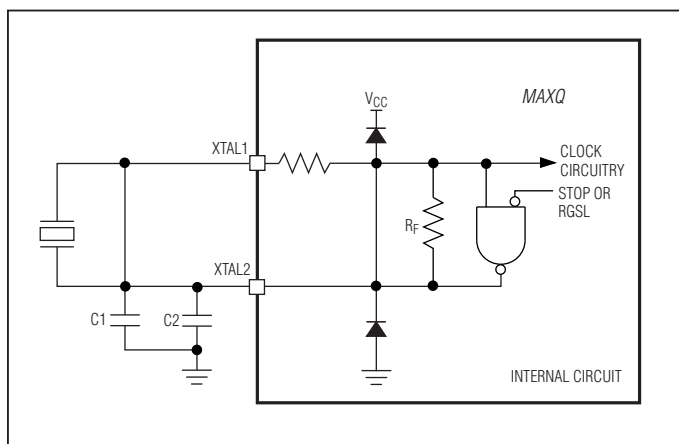 VCC
MAXQ
XTAL1
CLOCK
CIRCUITRY
STOP OR
RGSL
RF
XTAL2
C1
C2
INTERNAL CIRCUIT